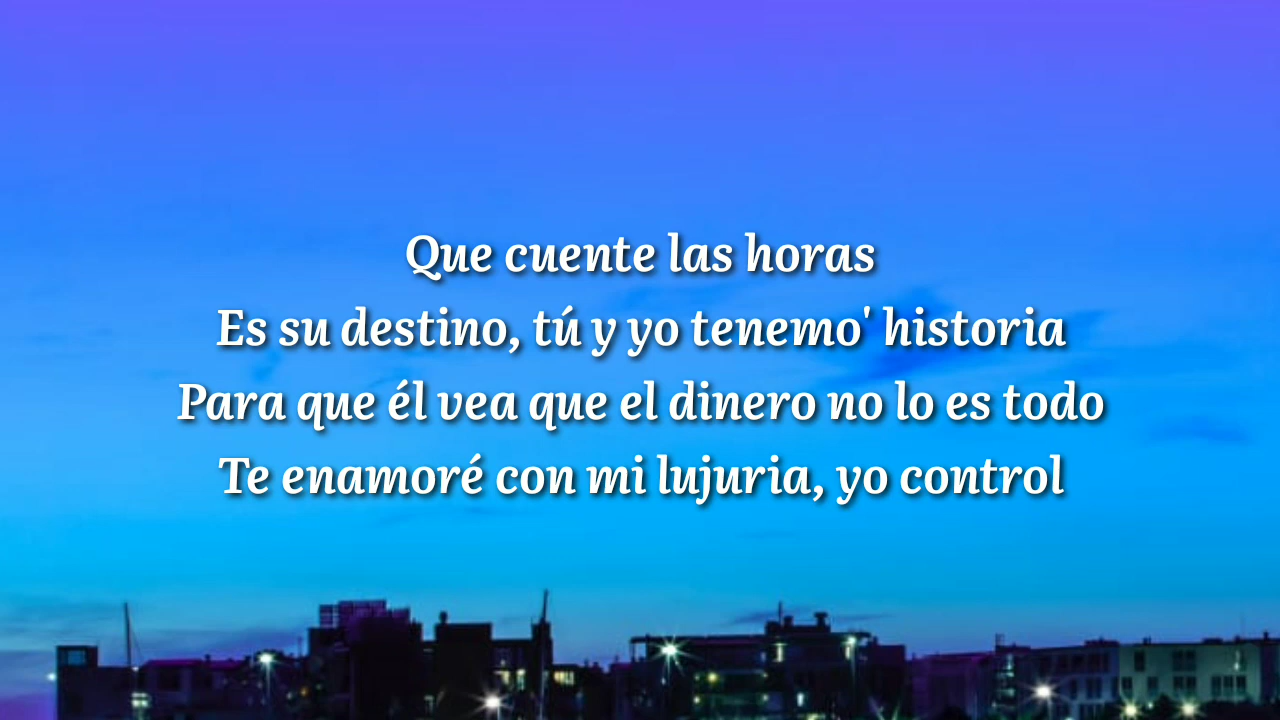 Que cuente las horas
Es su destino, tú y yo tenemo' historia
Para que él vea que el dinero no lo es todo
Te enamoré con mi lujuria, yo control